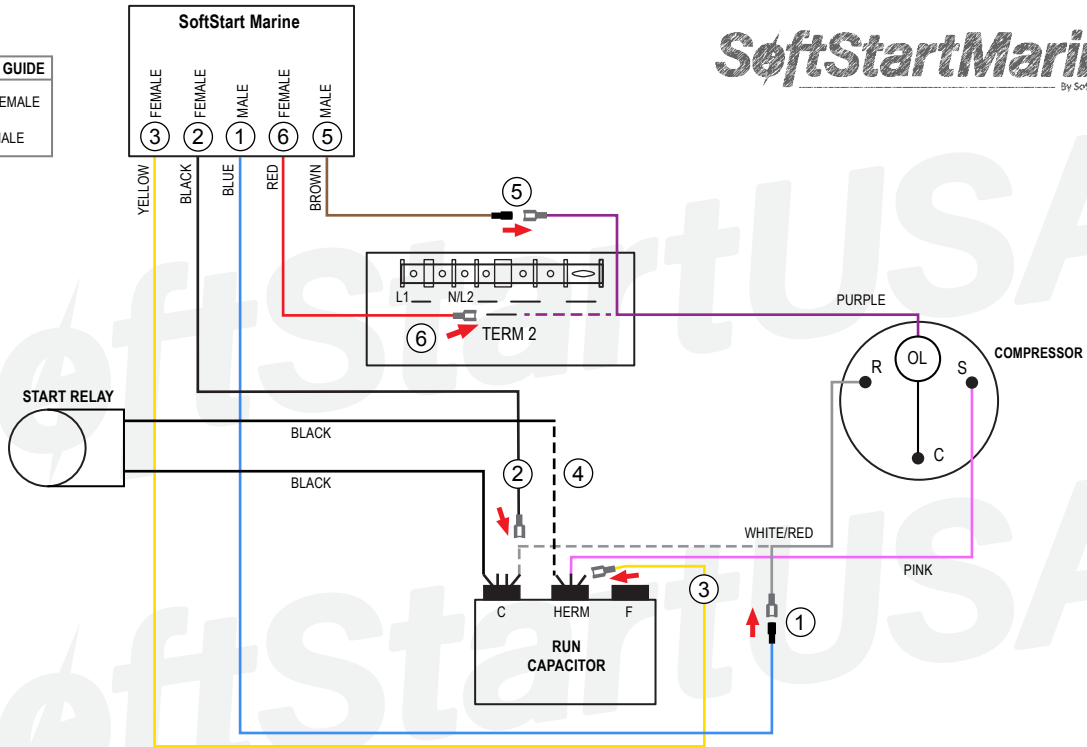 SoftStart Marine
GUIDE
FEMALE
MALE
3 FEMALE
2 FEMALE
1 MALE
6 FEMALE
5 MALE
YELLOW
BLACK
BLUE
RED
BROWN
5
L1
N/L2
6
TERM 2
PURPLE
COMPRESSOR
R
OL
S
C
START RELAY
BLACK
BLACK
2
4
WHITE/RED
PINK
3
1
C
HERM
F
RUN
CAPACITOR
SoftStartUSA
SoftStartUSA